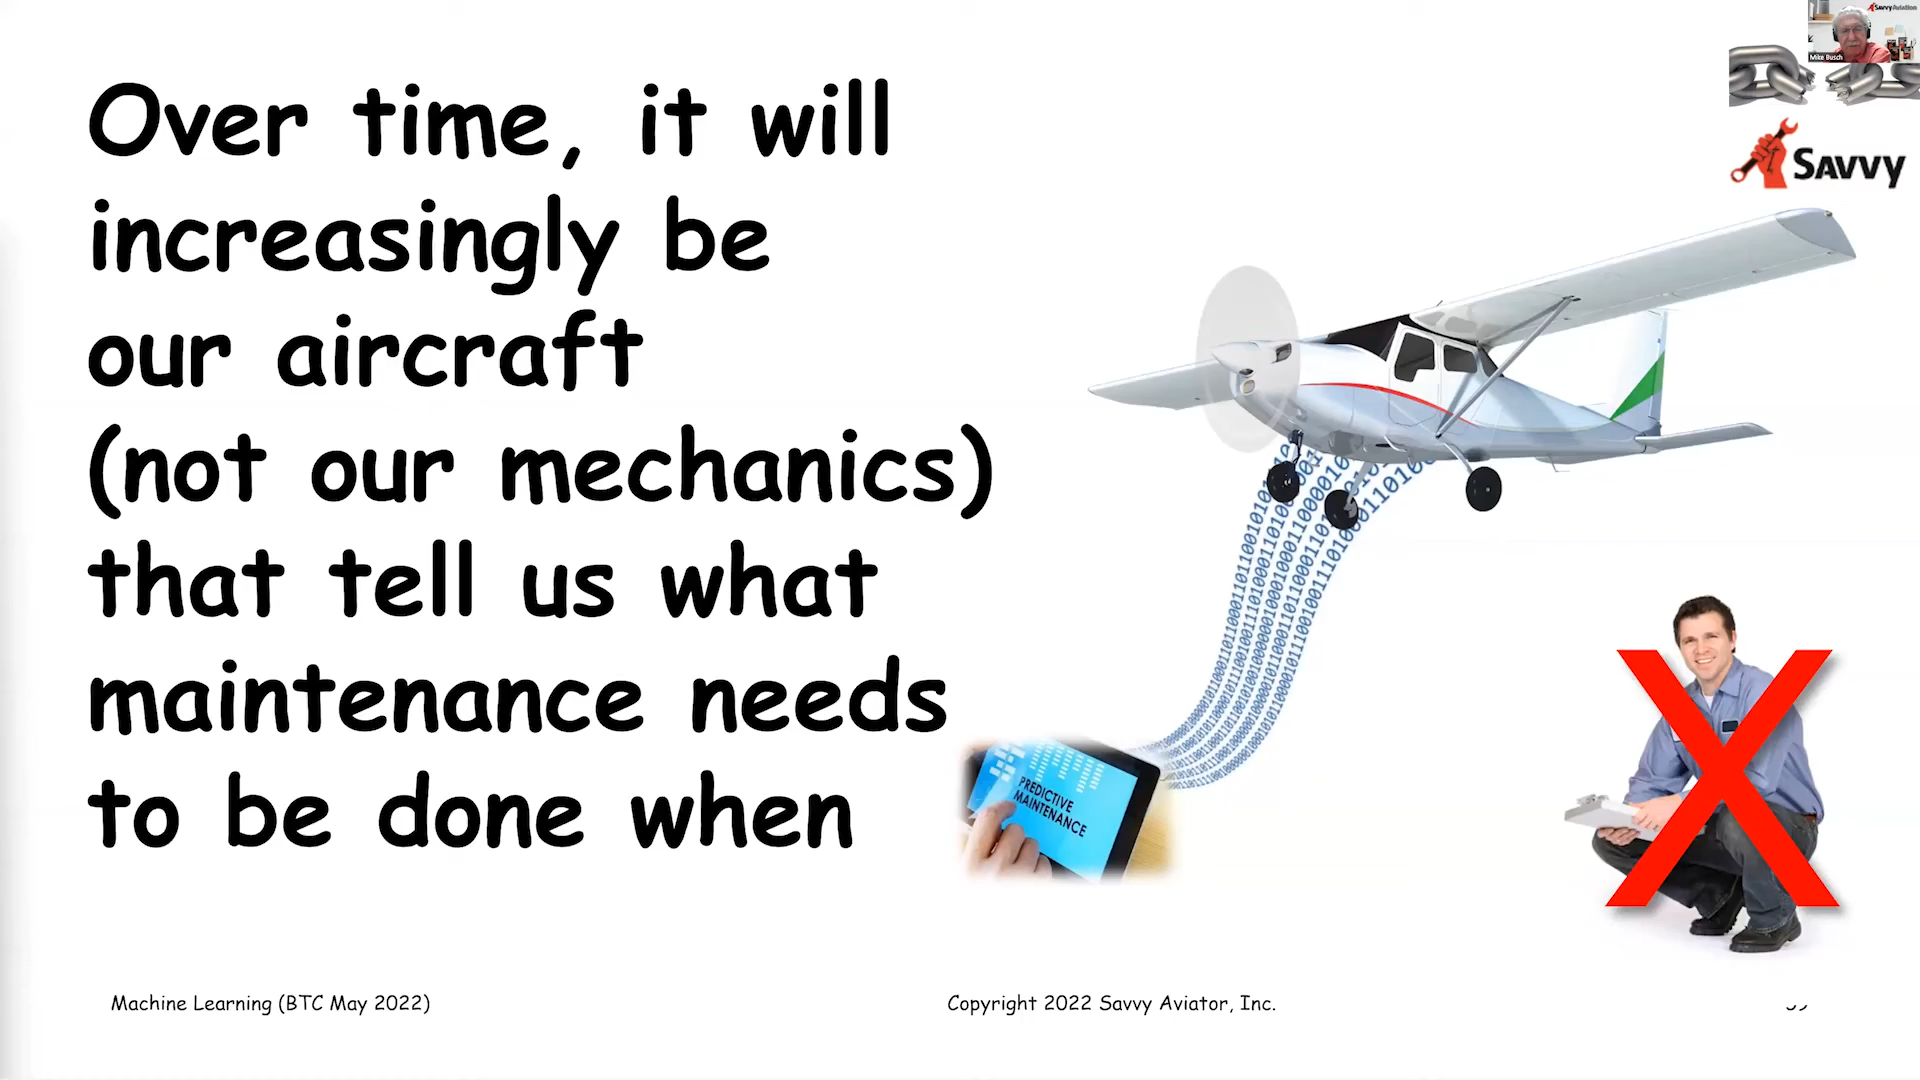 Over time, it will
increasingly be
our aircraft
(not our mechanics)
that tell us what
maintenance needs
to be done when
SavvyAviation
Mike Busch
SAVVY
PREDICTIVE
MAINTENANCE
Machine Learning (BTC May 2022)
Copyright 2022 Savvy Aviator, Inc.